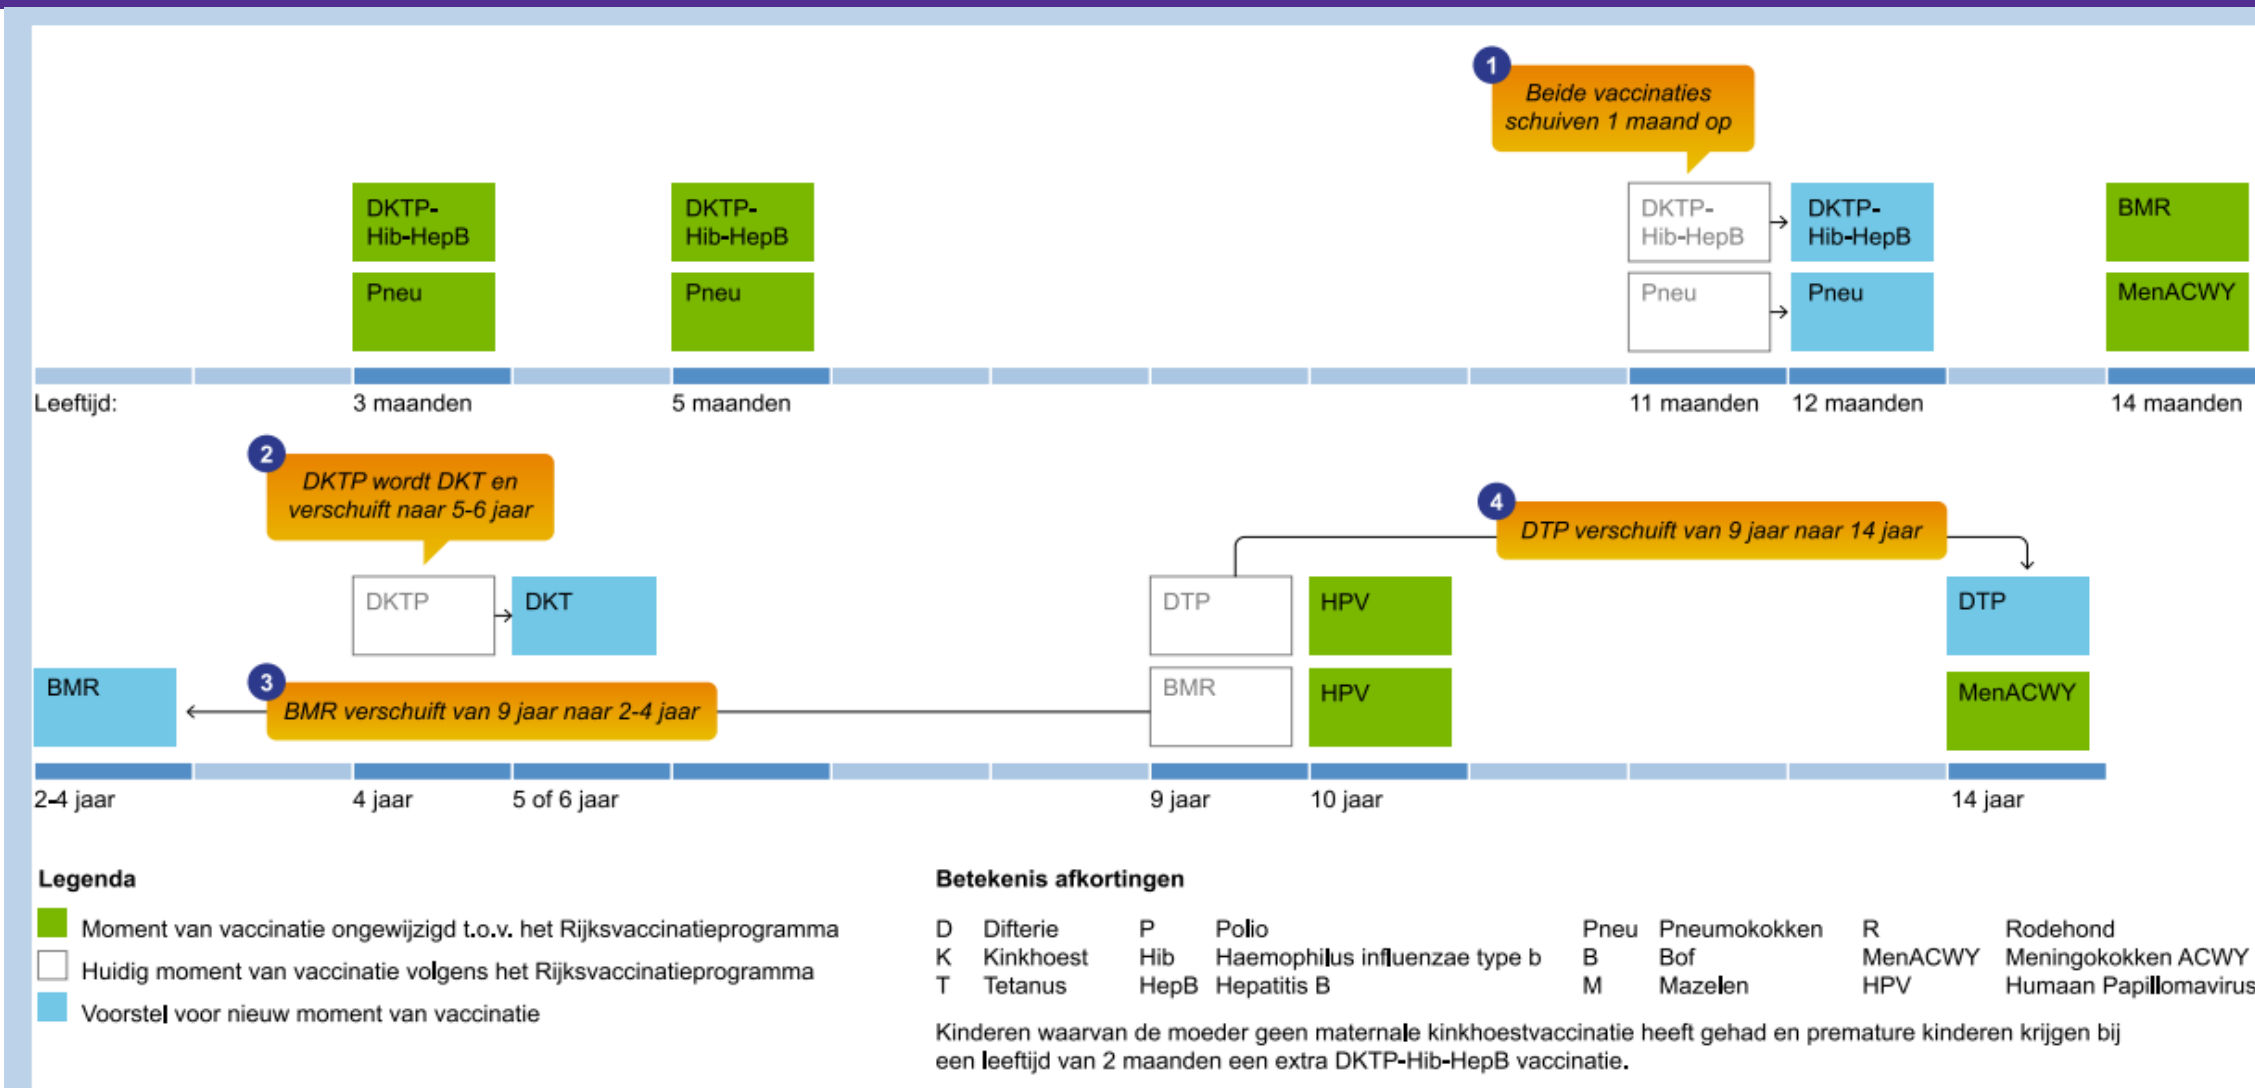 1
Beide vaccinaties
schuiven 1 maand op
DKTP-
Hib-HepB
DKTP-
Hib-HepB
DKTP-
Hib-HepB
DKTP-
Hib-HepB
BMR
Pneu
Pneu
Pneu
Pneu
MenACWY
Leeftijd:
3 maanden
5 maanden
11 maanden
12 maanden
14 maanden
2
DKTP wordt DKT en
verschuift naar 5-6 jaar
4
DTP verschuift van 9 jaar naar 14 jaar
DKTP
DKT
DTP
HPV
DTP
BMR
3
BMR verschuift van 9 jaar naar 2-4 jaar
BMR
HPV
MenACWY
2-4 jaar
4 jaar
5 of 6 jaar
9 jaar
10 jaar
14 jaar
Legenda
Moment van vaccinatie ongewijzigd t.o.v. het Rijksvaccinatieprogramma
Huidig moment van vaccinatie volgens het Rijksvaccinatieprogramma
Voorstel voor nieuw moment van vaccinatie
Betekenis afkortingen
D Difterie P Polio Pneu Pneumokokken R Rodehond
K Kinkhoest Hib Haemophilus influenzae type b B Bof MenACWY Meningokokken ACWY
T Tetanus HepB Hepatitis B M Mazelen HPV Humaan Papillomavirus
Kinderen waarvan de moeder geen maternale kinkhoestvaccinatie heeft gehad en premature kinderen krijgen bij
een leeftijd van 2 maanden een extra DKTP-Hib-HepB vaccinatie.